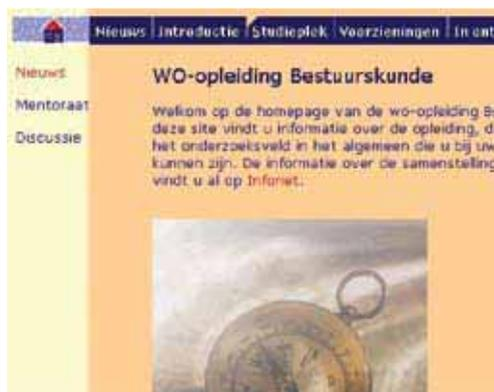 Nieuws Introductie Studieplek Voorzieningen In ont
Nieuws
Mentoraat
Discussie
WO-opleiding Bestuurskunde
Welkom op de homepage van de wo-opleiding B
deze site vindt u informatie over de opleiding, d
het onderzoeksveld in het algemeen die u bij uw
kunnen zijn. De informatie over de samenstelling
vindt u al op Infonet.